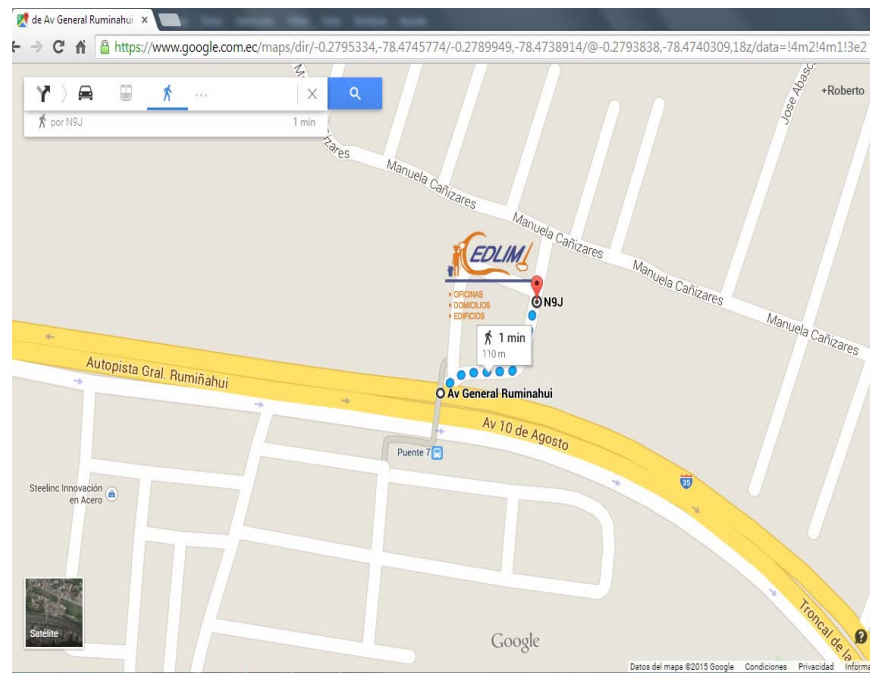 de Av General Ruminahui
https://www.google.com.ec/maps/dir/-0.2795334,-78.4745774/-0.2789949,-78.4738914/@-0.2793838,-78.4740309,18z/data=!4m2!4m1!3e2
+Roberto
por N9J
1 min
Manuela Cañizares
Manuela Cañizares
Manuela Cañizares
Manuela Cañizares
EDLIM
• OFICINAS
• DOMICILIOS
• EDIFICIOS
N9J
1 min
110 m
Av General Ruminahui
Autopista Gral. Rumiñahui
Av 10 de Agosto
Puente 7
35
Steelinc Innovación
en Acero
Troncal de la
Satélite
Google
Datos del mapa ©2015 Google
Condiciones
Privacidad